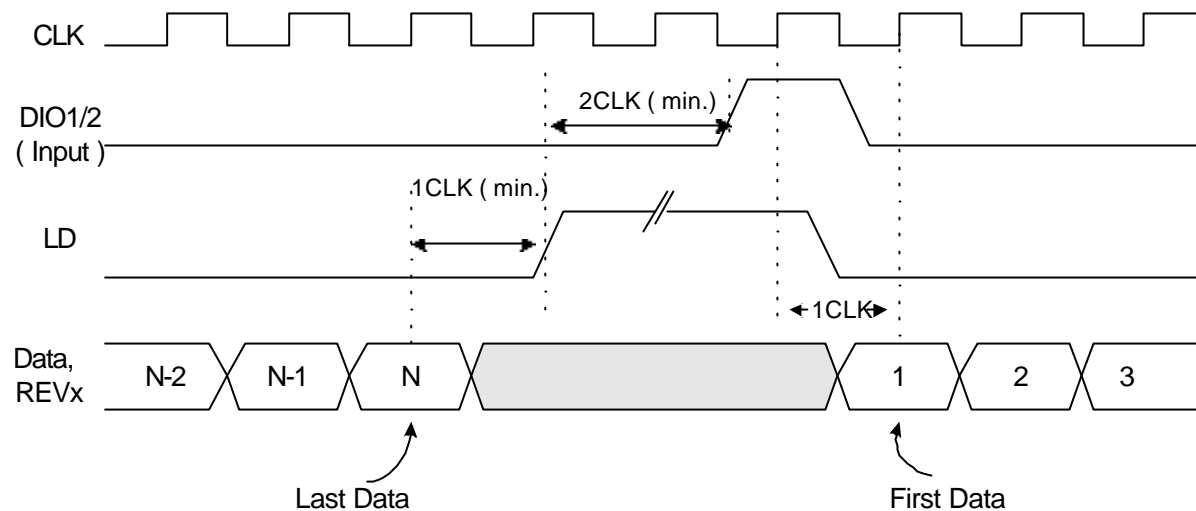 CLK
DIO1/2
( Input )
2CLK ( min.)
1CLK ( min.)
LD
1CLK
Data,
REVx
N-2
N-1
N
1
2
3
Last Data
First Data